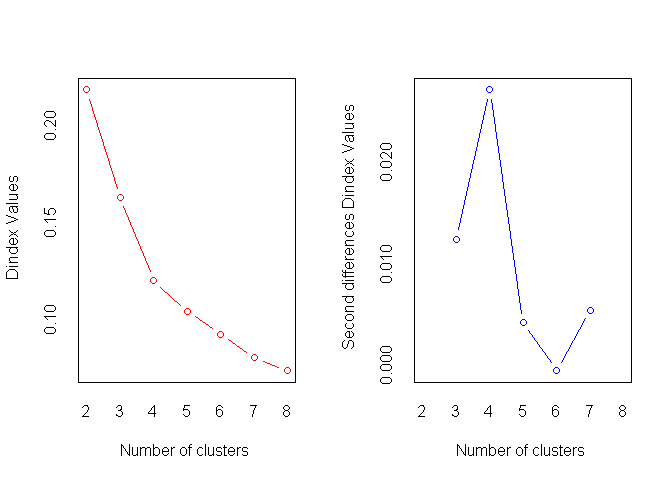 Dindex Values
0.20
0.15
0.10
2 3 4 5 6 7 8
Number of clusters
Second differences Dindex Values
0.020
0.010
0.000
2 3 4 5 6 7 8
Number of clusters